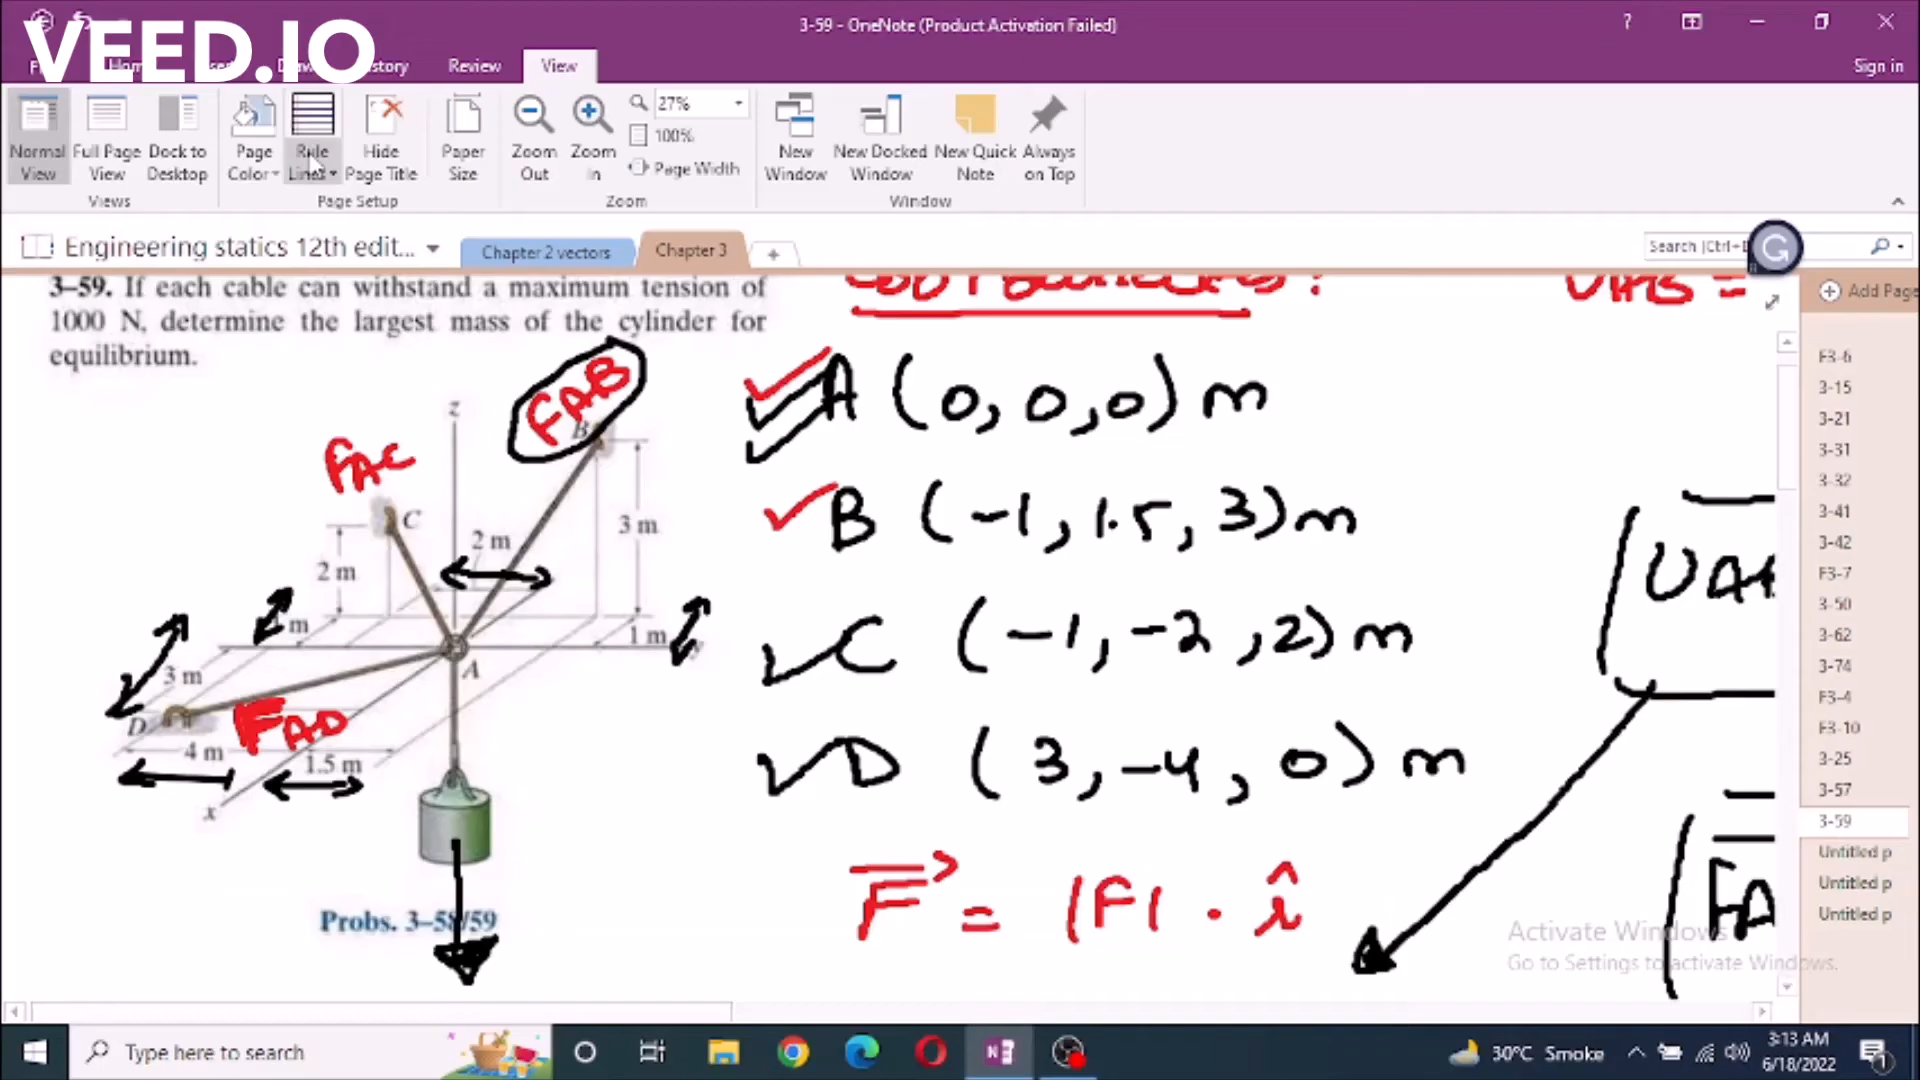 VEED.IO
3-59 - OneNote (Product Activation Failed)
?
Review
View
Sign in
Normal View
Full Page View
Dock to Desktop
Views
Page Color
Rule Lines
Hide Page Title
Paper Size
Page Setup
Zoom Out
Zoom In
27%
100%
Page Width
Zoom
New Window
New Docked Window
New Quick Note
Always on Top
Window
Engineering statics 12th edit...
Chapter 2 vectors
Chapter 3
+
Search (Ctrl+E
G
3–59. If each cable can withstand a maximum tension of
1000 N, determine the largest mass of the cylinder for
equilibrium.
UAB =
Add Page
FAB
B
z
FAC
C
2 m
3 m
2 m
m
1 m
3 m
A
D
FAD
4 m
1.5 m
x
Probs. 3–58/59
A (0, 0, 0) m
B (-1, 1.5, 3) m
C (-1, -2, 2) m
D (3, -4, 0) m
F = |F| .
UA
FA
F3-6
3-15
3-21
3-31
3-32
3-41
3-42
F3-7
3-50
3-62
3-74
F3-4
F3-10
3-25
3-57
3-59
Untitled p
Untitled p
Untitled p
Activate Windows
Go to Settings to activate Windows.
Type here to search
N
30°C Smoke
3:13 AM
6/18/2022
1